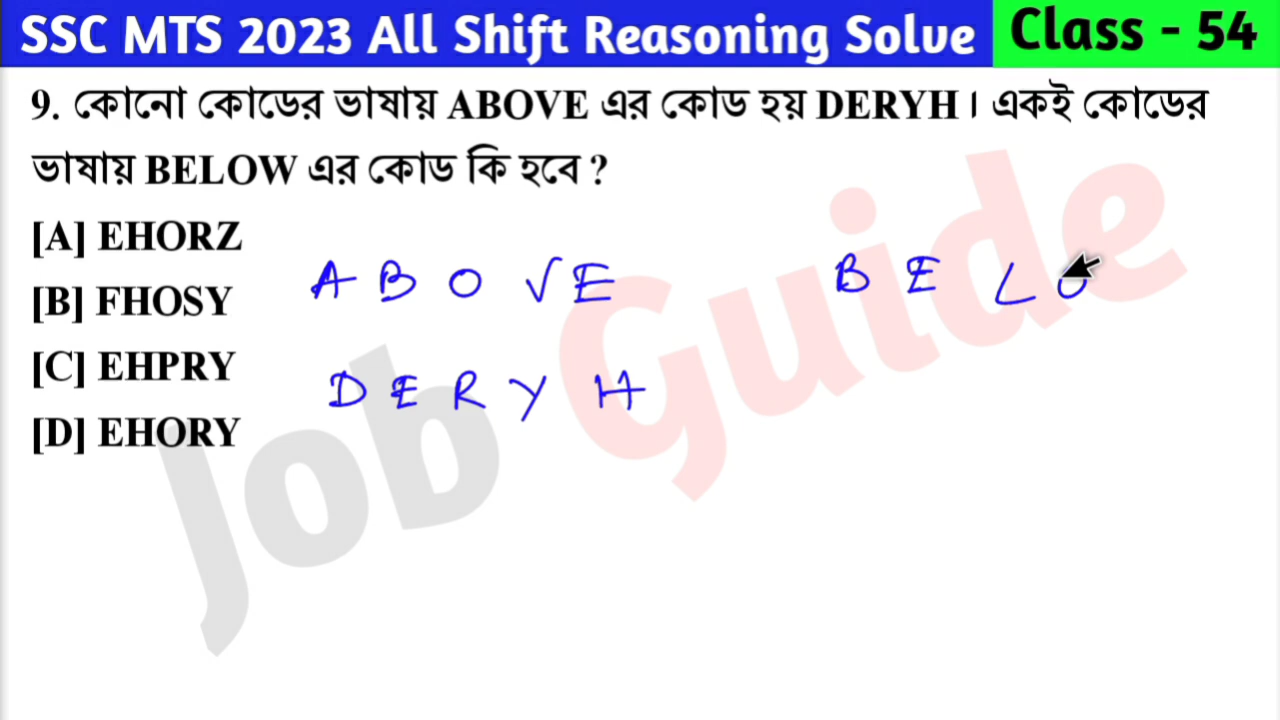 SSC MTS 2023 All Shift Reasoning Solve Class - 54
9. কোনো কোডের ভাষায় ABOVE এর কোড হয় DERYH। একই কোডের
ভাষায় BELOW এর কোড কি হবে ?
[A] EHORZ
[B] FHOSY
[C] EHPRY
[D] EHORY
A B O V E B E L O
D E R Y H
Job Guide